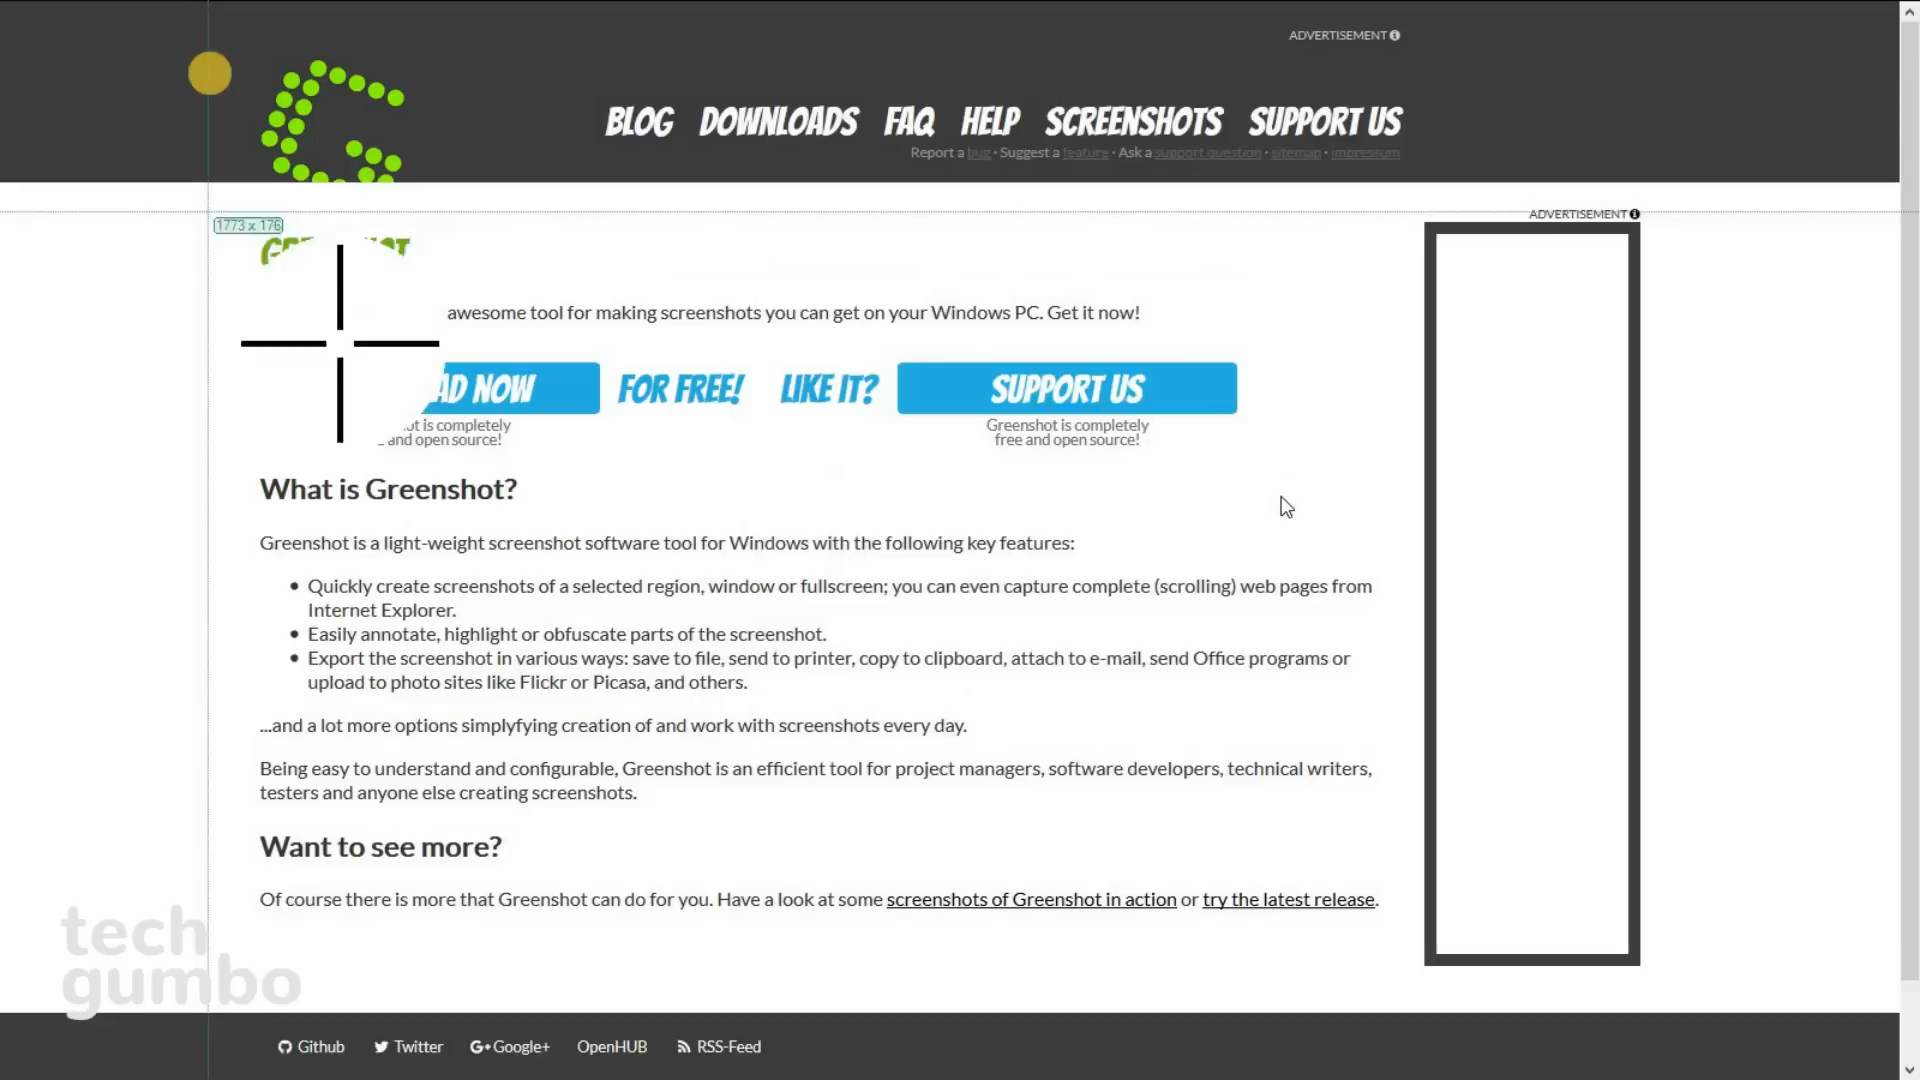 ADVERTISEMENT
BLOG DOWNLOADS FAQ HELP SCREENSHOTS SUPPORT US
Report a bug · Suggest a feature · Ask a support question · sitemap · impressum
ADVERTISEMENT
1773 x 176
awesome tool for making screenshots you can get on your Windows PC. Get it now!
AD NOW FOR FREE! LIKE IT? SUPPORT US
is completely
and open source!
Greenshot is completely
free and open source!
What is Greenshot?
Greenshot is a light-weight screenshot software tool for Windows with the following key features:
• Quickly create screenshots of a selected region, window or fullscreen; you can even capture complete (scrolling) web pages from
Internet Explorer.
• Easily annotate, highlight or obfuscate parts of the screenshot.
• Export the screenshot in various ways: save to file, send to printer, copy to clipboard, attach to e-mail, send Office programs or
upload to photo sites like Flickr or Picasa, and others.
...and a lot more options simplyfying creation of and work with screenshots every day.
Being easy to understand and configurable, Greenshot is an efficient tool for project managers, software developers, technical writers,
testers and anyone else creating screenshots.
Want to see more?
Of course there is more that Greenshot can do for you. Have a look at some screenshots of Greenshot in action or try the latest release.
tech
gumbo
Github Twitter Google+ OpenHUB RSS-Feed